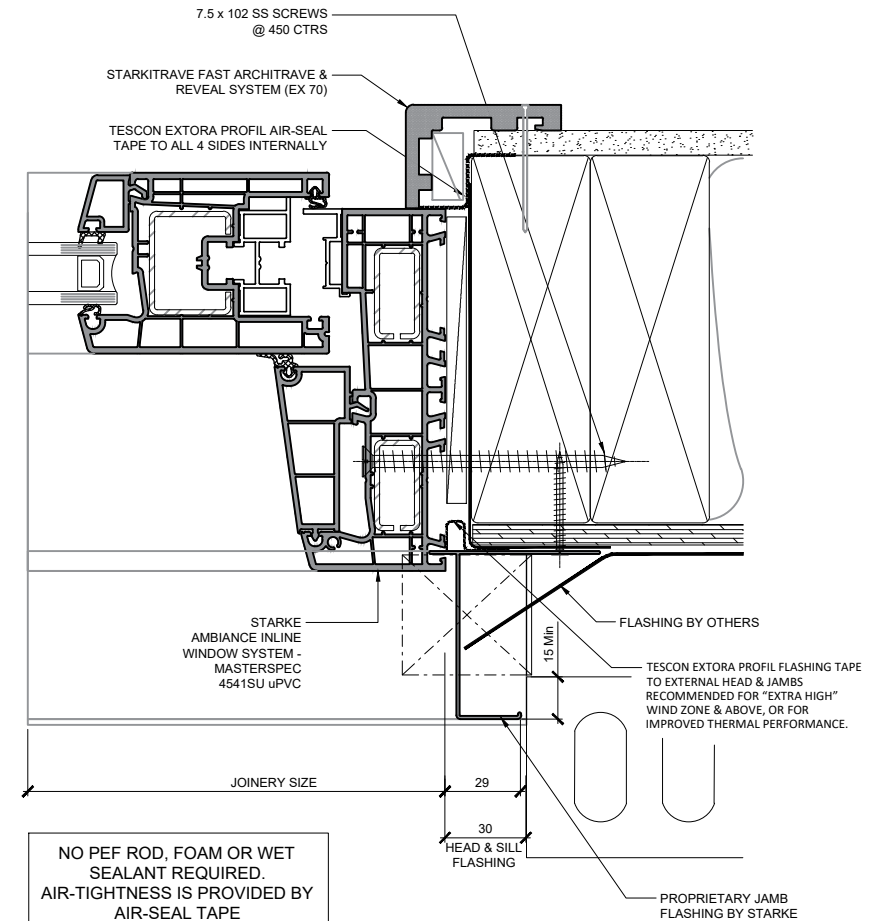 7.5 x 102 SS SCREWS
@ 450 CTRS
STARKITRAVE FAST ARCHITRAVE &
REVEAL SYSTEM (EX 70)
TESCON EXTORA PROFIL AIR-SEAL
TAPE TO ALL 4 SIDES INTERNALLY
STARKE
AMBIANCE INLINE
WINDOW SYSTEM -
MASTERSPEC
4541SU uPVC
FLASHING BY OTHERS
15 Min
TESCON EXTORA PROFIL FLASHING TAPE
TO EXTERNAL HEAD & JAMBS
RECOMMENDED FOR “EXTRA HIGH”
WIND ZONE & ABOVE, OR FOR
IMPROVED THERMAL PERFORMANCE.
JOINERY SIZE
29
30
HEAD & SILL
FLASHING
NO PEF ROD, FOAM OR WET
SEALANT REQUIRED.
AIR-TIGHTNESS IS PROVIDED BY
AIR-SEAL TAPE
PROPRIETARY JAMB
FLASHING BY STARKE